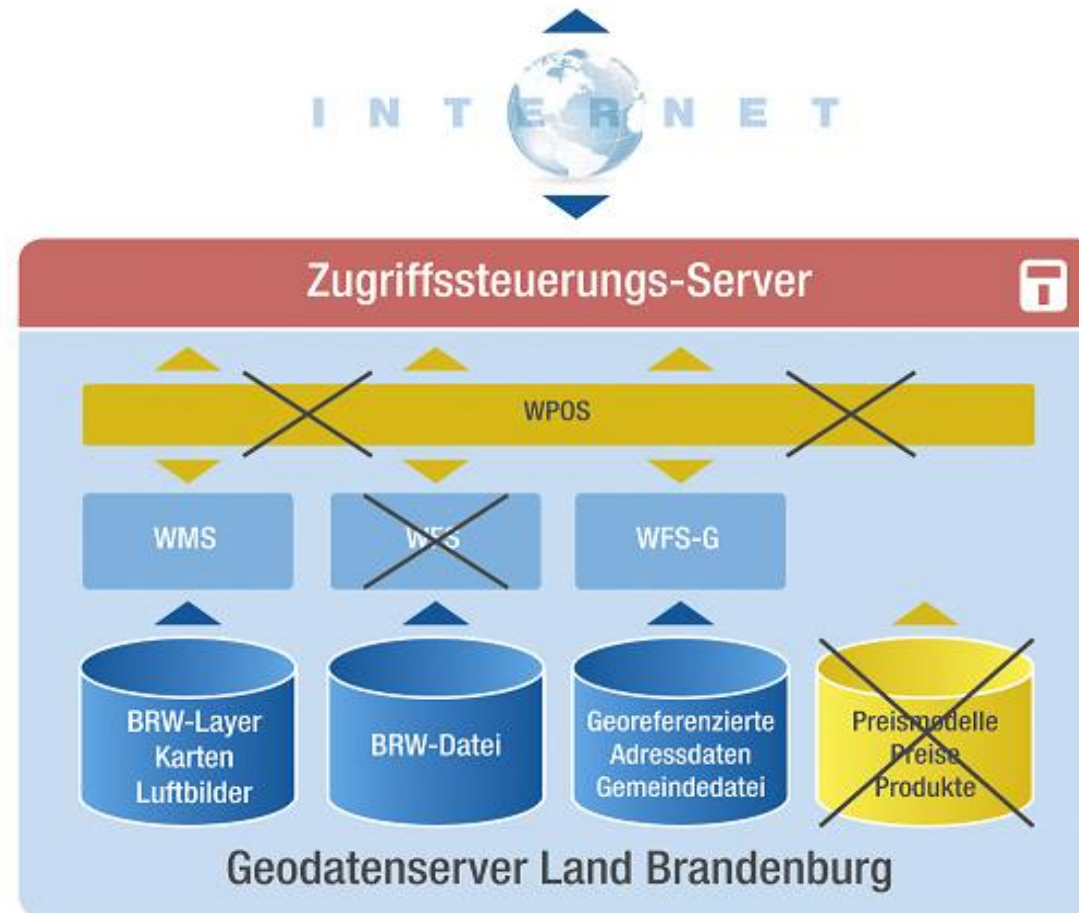 INTERNET
Zugriffssteuerungs-Server
WPOS
WMS
WFS
WFS-G
BRW-Layer
Karten
Luftbilder
BRW-Datei
Georeferenzierte
Adressdaten
Gemeindedatei
Preismodelle
Preise
Produkte
Geodatenserver Land Brandenburg